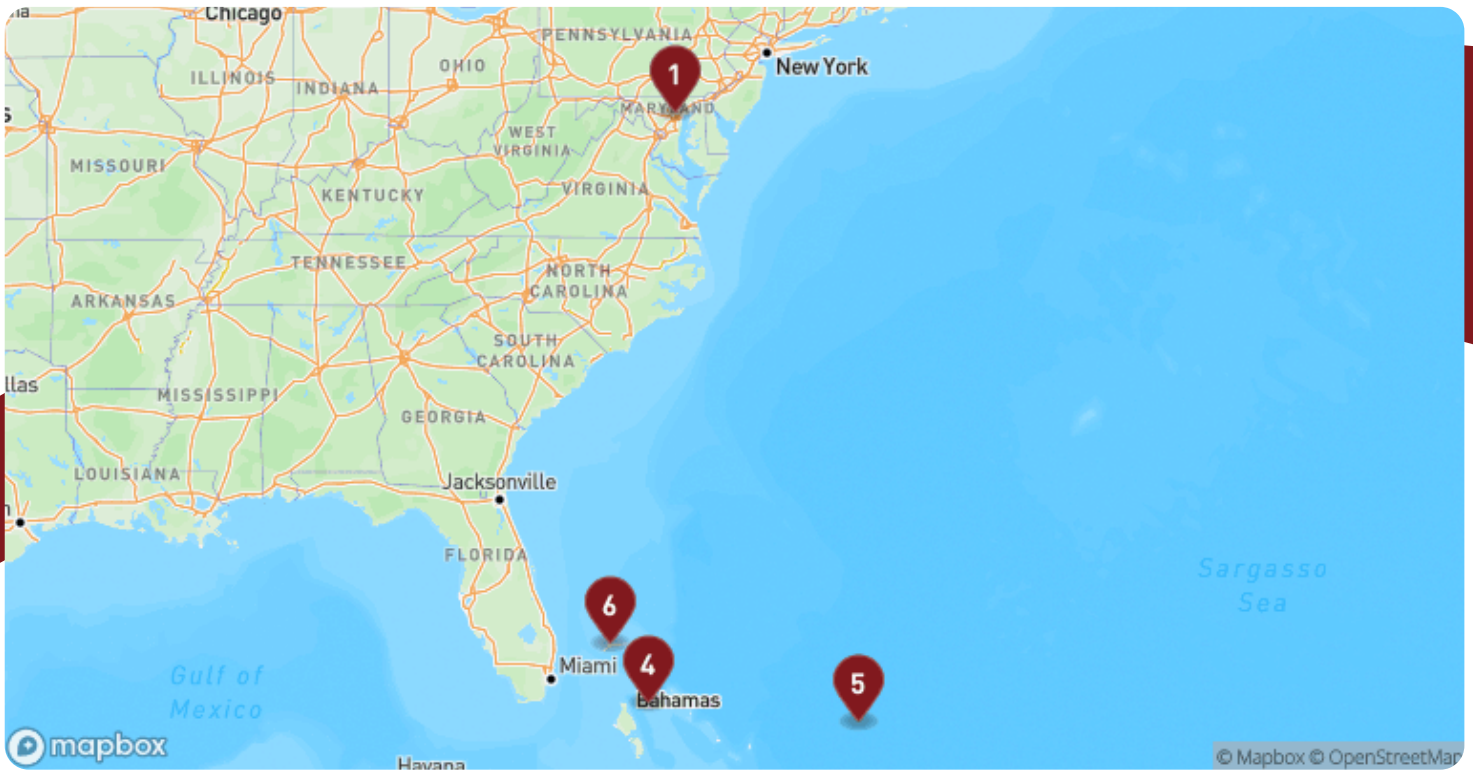 Chicago
PENNSYLVANIA
New York
OHIO
ILLINOIS
INDIANA
1
MARYLAND
WEST
VIRGINIA
MISSOURI
KENTUCKY
VIRGINIA
TENNESSEE
NORTH
CAROLINA
ARKANSAS
SOUTH
CAROLINA
llas
MISSISSIPPI
GEORGIA
LOUISIANA
Jacksonville
FLORIDA
Sargasso
Sea
6
4
Miami
5
Gulf of
Mexico
Bahamas
mapbox
Havana
© Mapbox © OpenStreetMap